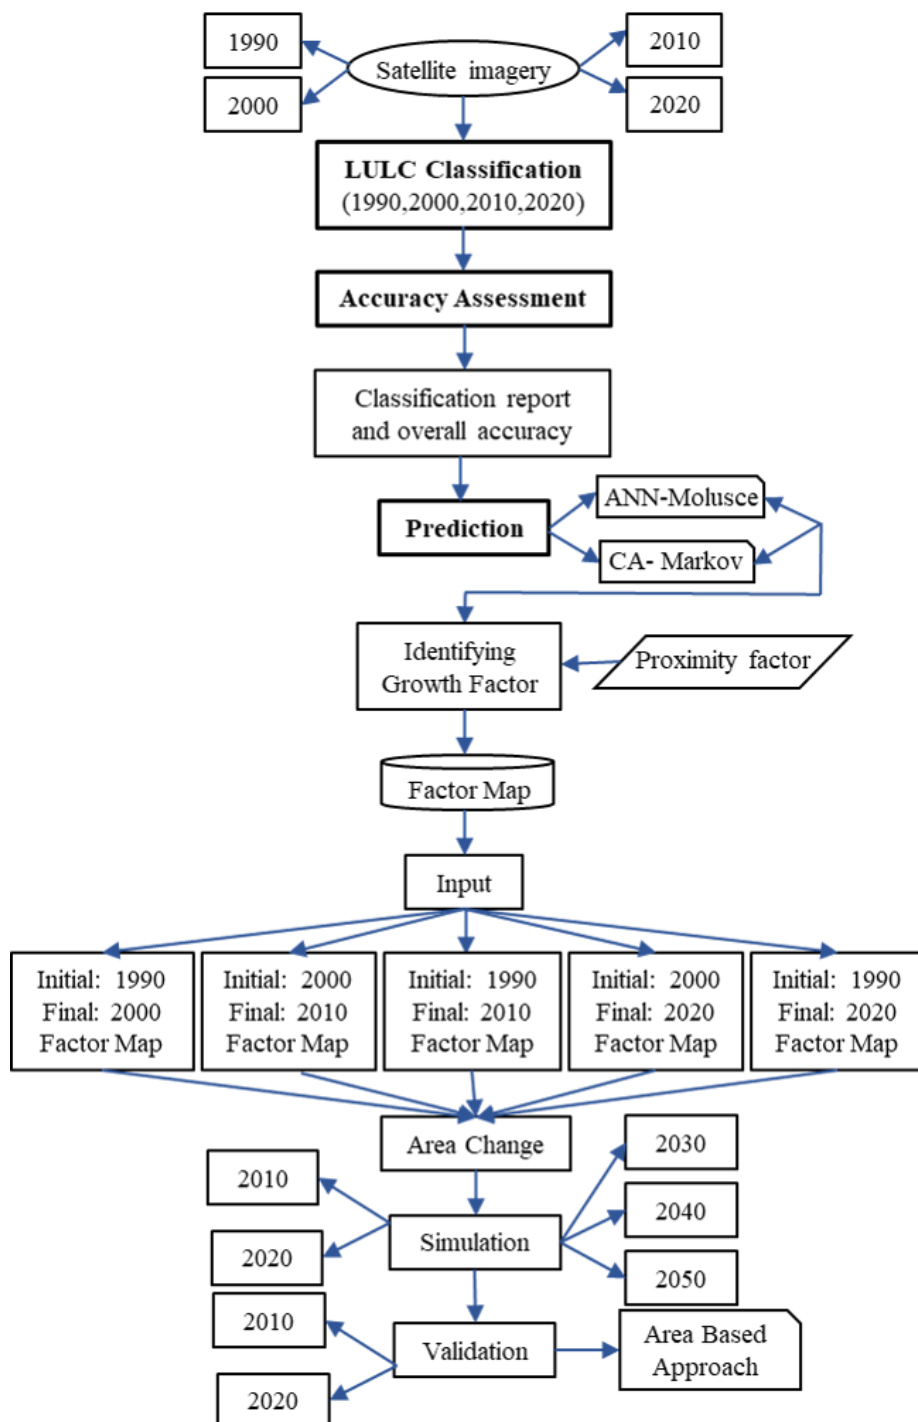 1990
2010
Satellite imagery
2000
2020
LULC Classification
(1990,2000,2010,2020)
Accuracy Assessment
Classification report
and overall accuracy
ANN-Molusce
Prediction
CA- Markov
Identifying
Growth Factor
Proximity factor
Factor Map
Input
Initial: 1990
Final: 2000
Factor Map
Initial: 2000
Final: 2010
Factor Map
Initial: 1990
Final: 2010
Factor Map
Initial: 2000
Final: 2020
Factor Map
Initial: 1990
Final: 2020
Factor Map
Area Change
2030
2010
2040
Simulation
2020
2050
2010
Validation
Area Based
Approach
2020